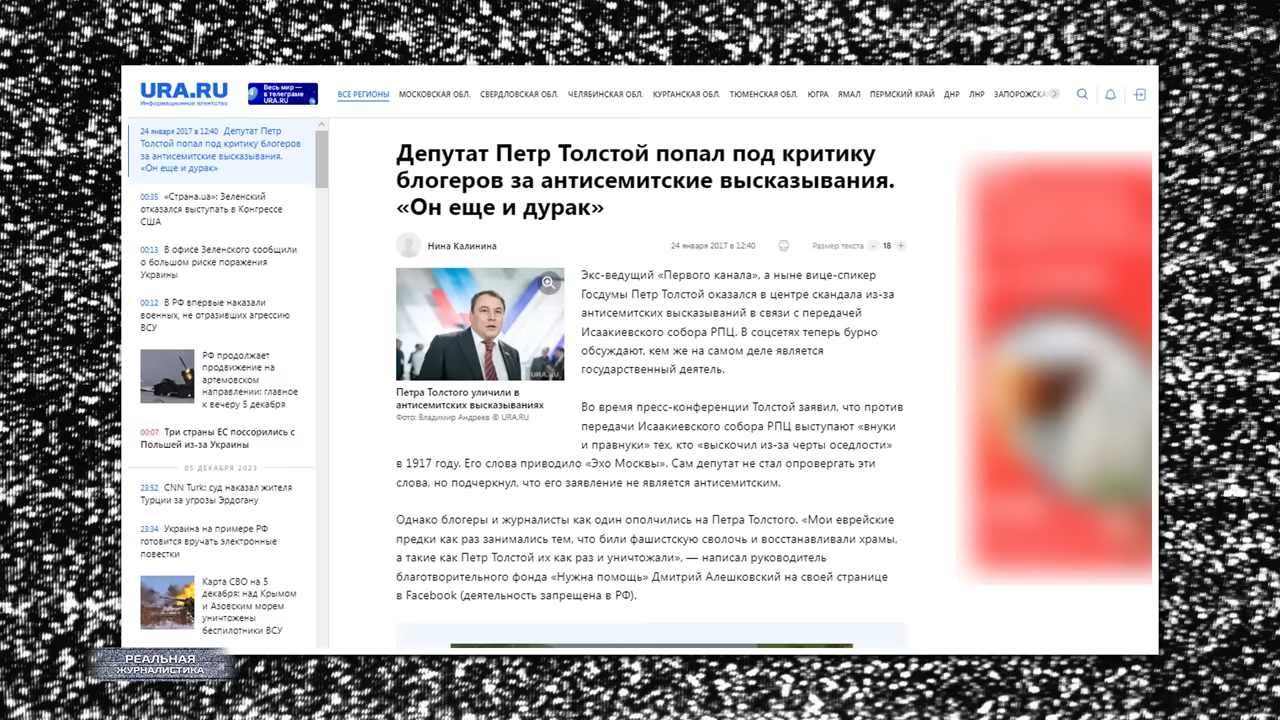 URA.RU
Информационное агентство
Весь мир —
в телеграме
URA.RU
ВСЕ РЕГИОНЫ
МОСКОВСКАЯ ОБЛ.
СВЕРДЛОВСКАЯ ОБЛ.
ЧЕЛЯБИНСКАЯ ОБЛ.
КУРГАНСКАЯ ОБЛ.
ТЮМЕНСКАЯ ОБЛ.
ЮГРА
ЯМАЛ
ПЕРМСКИЙ КРАЙ
ДНР
ЛНР
24 января 2017 в 12:40 Депутат Петр
Толстой попал под критику блогеров
за антисемитские высказывания.
«Он еще и дурак»
00:35 «Страна.ua»: Зеленский
отказался выступать в Конгрессе
США
00:13 В офисе Зеленского сообщили
о большом риске поражения
Украины
00:12 В РФ впервые наказали
военных, не отразивших агрессию
ВСУ
РФ продолжает
продвижение на
артемовском
направлении: главное
к вечеру 5 декабря
00:07 Три страны ЕС поссорились с
Польшей из-за Украины
05 ДЕКАБРЯ 2023
23:52 CNN Turk: суд наказал жителя
Турции за угрозы Эрдогану
23:34 Украина на примере РФ
готовится вручать электронные
повестки
Карта СВО на 5
декабря: над Крымом
и Азовским морем
уничтожены
беспилотники ВСУ
Депутат Петр Толстой попал под критику
блогеров за антисемитские высказывания.
«Он еще и дурак»
Нина Калинина
24 января 2017 в 12:40
Размер текста - 18 +
URA.RU
Петра Толстого уличили в
антисемитских высказываниях
Фото: Владимир Андреев © URA.RU
Экс-ведущий «Первого канала», а ныне вице-спикер
Госдумы Петр Толстой оказался в центре скандала из-за
антисемитских высказываний в связи с передачей
Исаакиевского собора РПЦ. В соцсетях теперь бурно
обсуждают, кем же на самом деле является
государственный деятель.
Во время пресс-конференции Толстой заявил, что против
передачи Исаакиевского собора РПЦ выступают «внуки
и правнуки» тех, кто «выскочил из-за черты оседлости»
в 1917 году. Его слова приводило «Эхо Москвы». Сам депутат не стал опровергать эти
слова, но подчеркнул, что его заявление не является антисемитским.
Однако блогеры и журналисты как один ополчились на Петра Толстого. «Мои еврейские
предки как раз занимались тем, что били фашистскую сволочь и восстанавливали храмы,
а такие как Петр Толстой их как раз и уничтожали», — написал руководитель
благотворительного фонда «Нужна помощь» Дмитрий Алешковский на своей странице
в Facebook (деятельность запрещена в РФ).
РЕАЛЬНАЯ
ЖУРНАЛИСТИКА